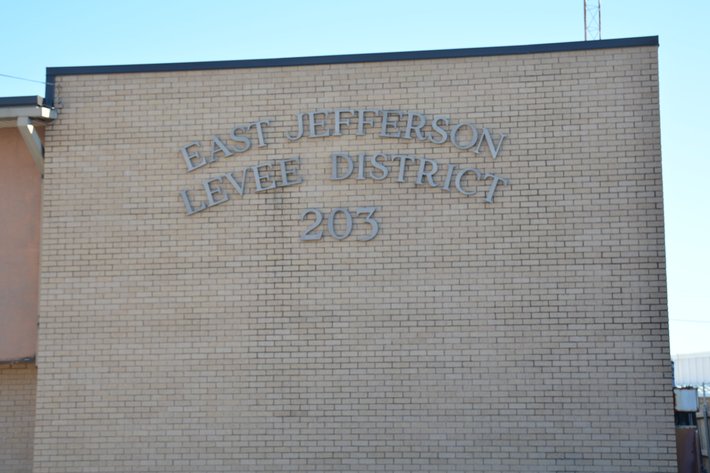 EAST JEFFERSON
LEVEE DISTRICT
203